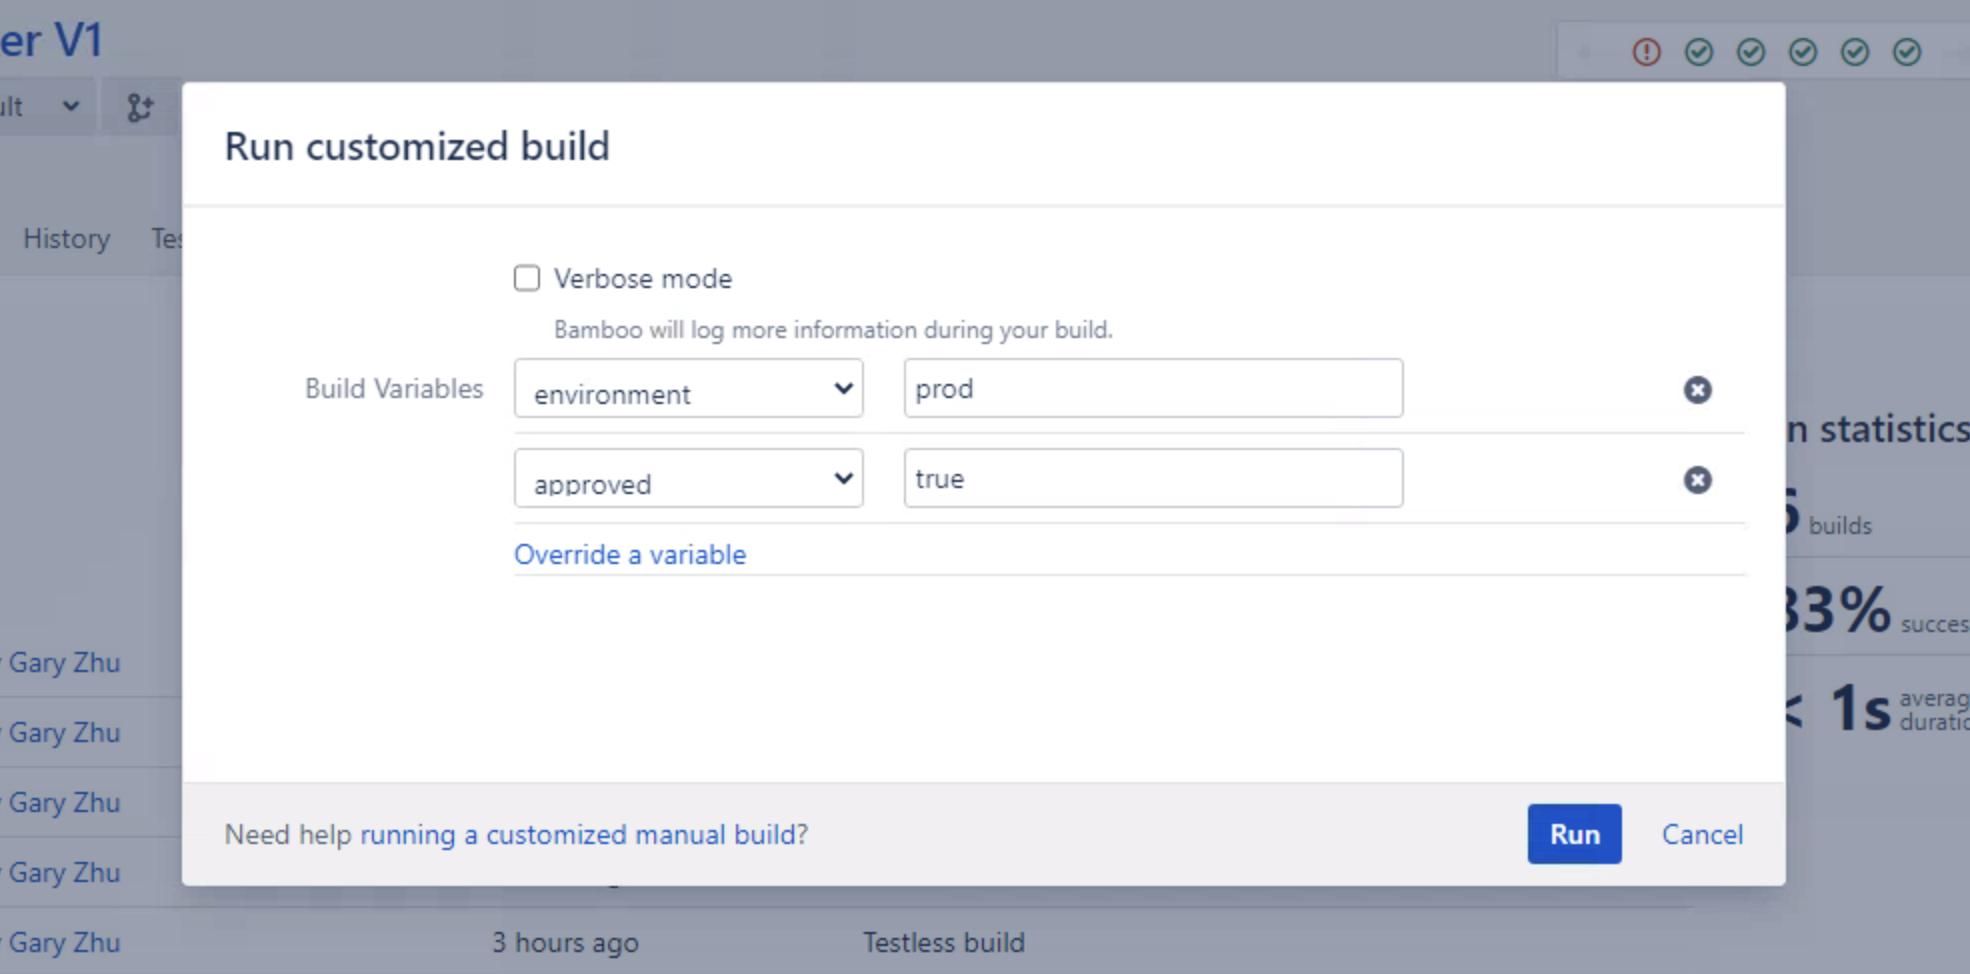 er V1
ult
Run customized build
History Tes
Verbose mode
Bamboo will log more information during your build.
Build Variables environment prod
approved true
Override a variable
n statistics
builds
33% succes
< 1s averag
duratio
Gary Zhu
Gary Zhu
Gary Zhu
Gary Zhu
Need help running a customized manual build?
Run Cancel
Gary Zhu 3 hours ago Testless build